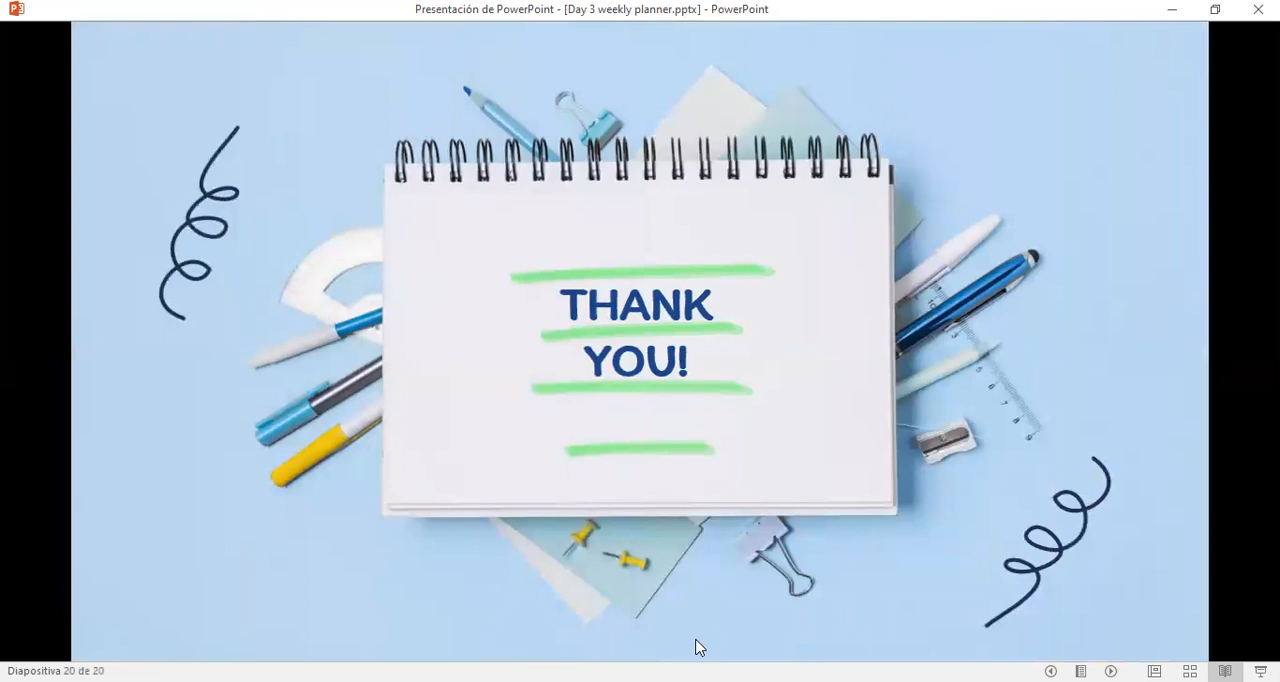 Presentación de PowerPoint - [Day 3 weekly planner.pptx] - PowerPoint
THANK
YOU!
Diapositiva 20 de 20